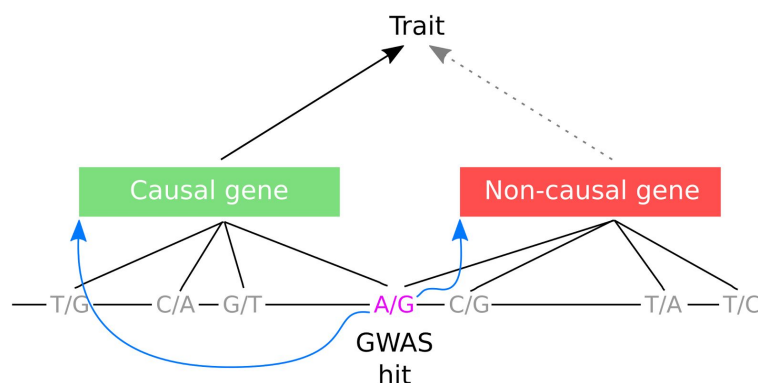 Trait
Causal gene
Non-causal gene
T/G C/A G/T A/G C/G T/A T/C
GWAS
hit